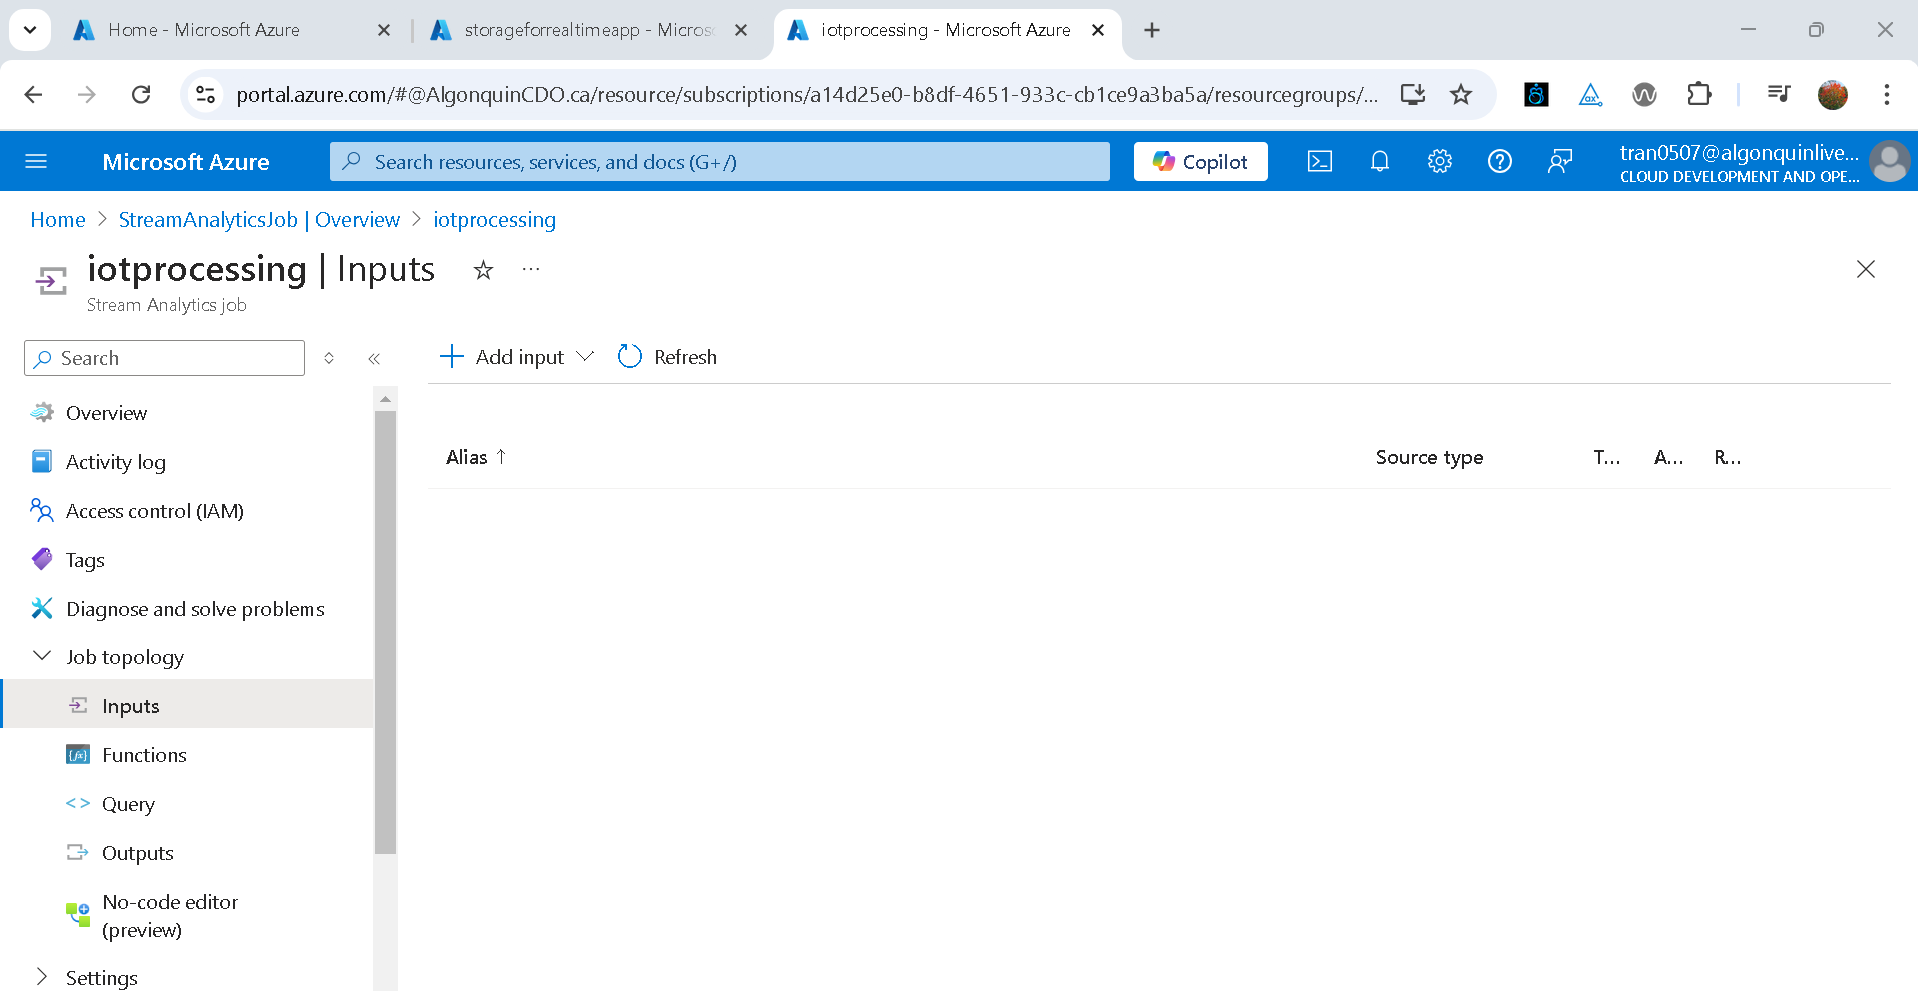 Home - Microsoft Azure
storageforrealtimeapp - Microsc
iotprocessing - Microsoft Azure
portal.azure.com/#@AlgonquinCDO.ca/resource/subscriptions/a14d25e0-b8df-4651-933c-cb1ce9a3ba5a/resourcegroups/...
Microsoft Azure
Search resources, services, and docs (G+/)
Copilot
tran0507@algonquinlive...
CLOUD DEVELOPMENT AND OPE...
Home > StreamAnalyticsJob | Overview > iotprocessing
iotprocessing | Inputs
Stream Analytics job
Search
Add input
Refresh
Overview
Activity log
Access control (IAM)
Tags
Diagnose and solve problems
Job topology
Inputs
Functions
Query
Outputs
No-code editor
(preview)
Settings
Alias ↑
Source type
T...
A...
R...